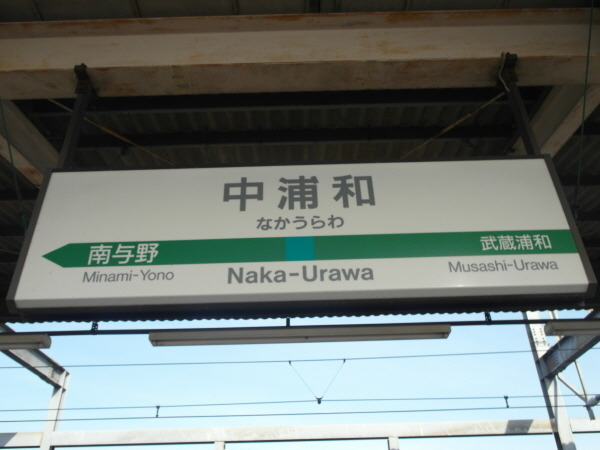 中浦和
なかうらわ
南与野
武蔵浦和
Minami-Yono
Naka-Urawa
Musashi-Urawa